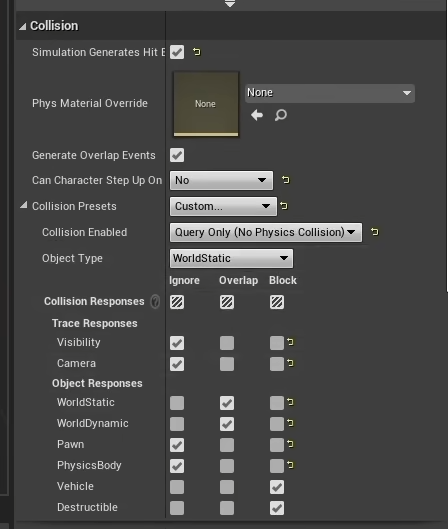 Collision
Simulation Generates Hit E
Phys Material Override
None
None
Generate Overlap Events
Can Character Step Up On
No
Collision Presets
Custom...
Collision Enabled
Query Only (No Physics Collision)
Object Type
WorldStatic
Ignore Overlap Block
Collision Responses ?
Trace Responses
Visibility
Camera
Object Responses
WorldStatic
WorldDynamic
Pawn
PhysicsBody
Vehicle
Destructible